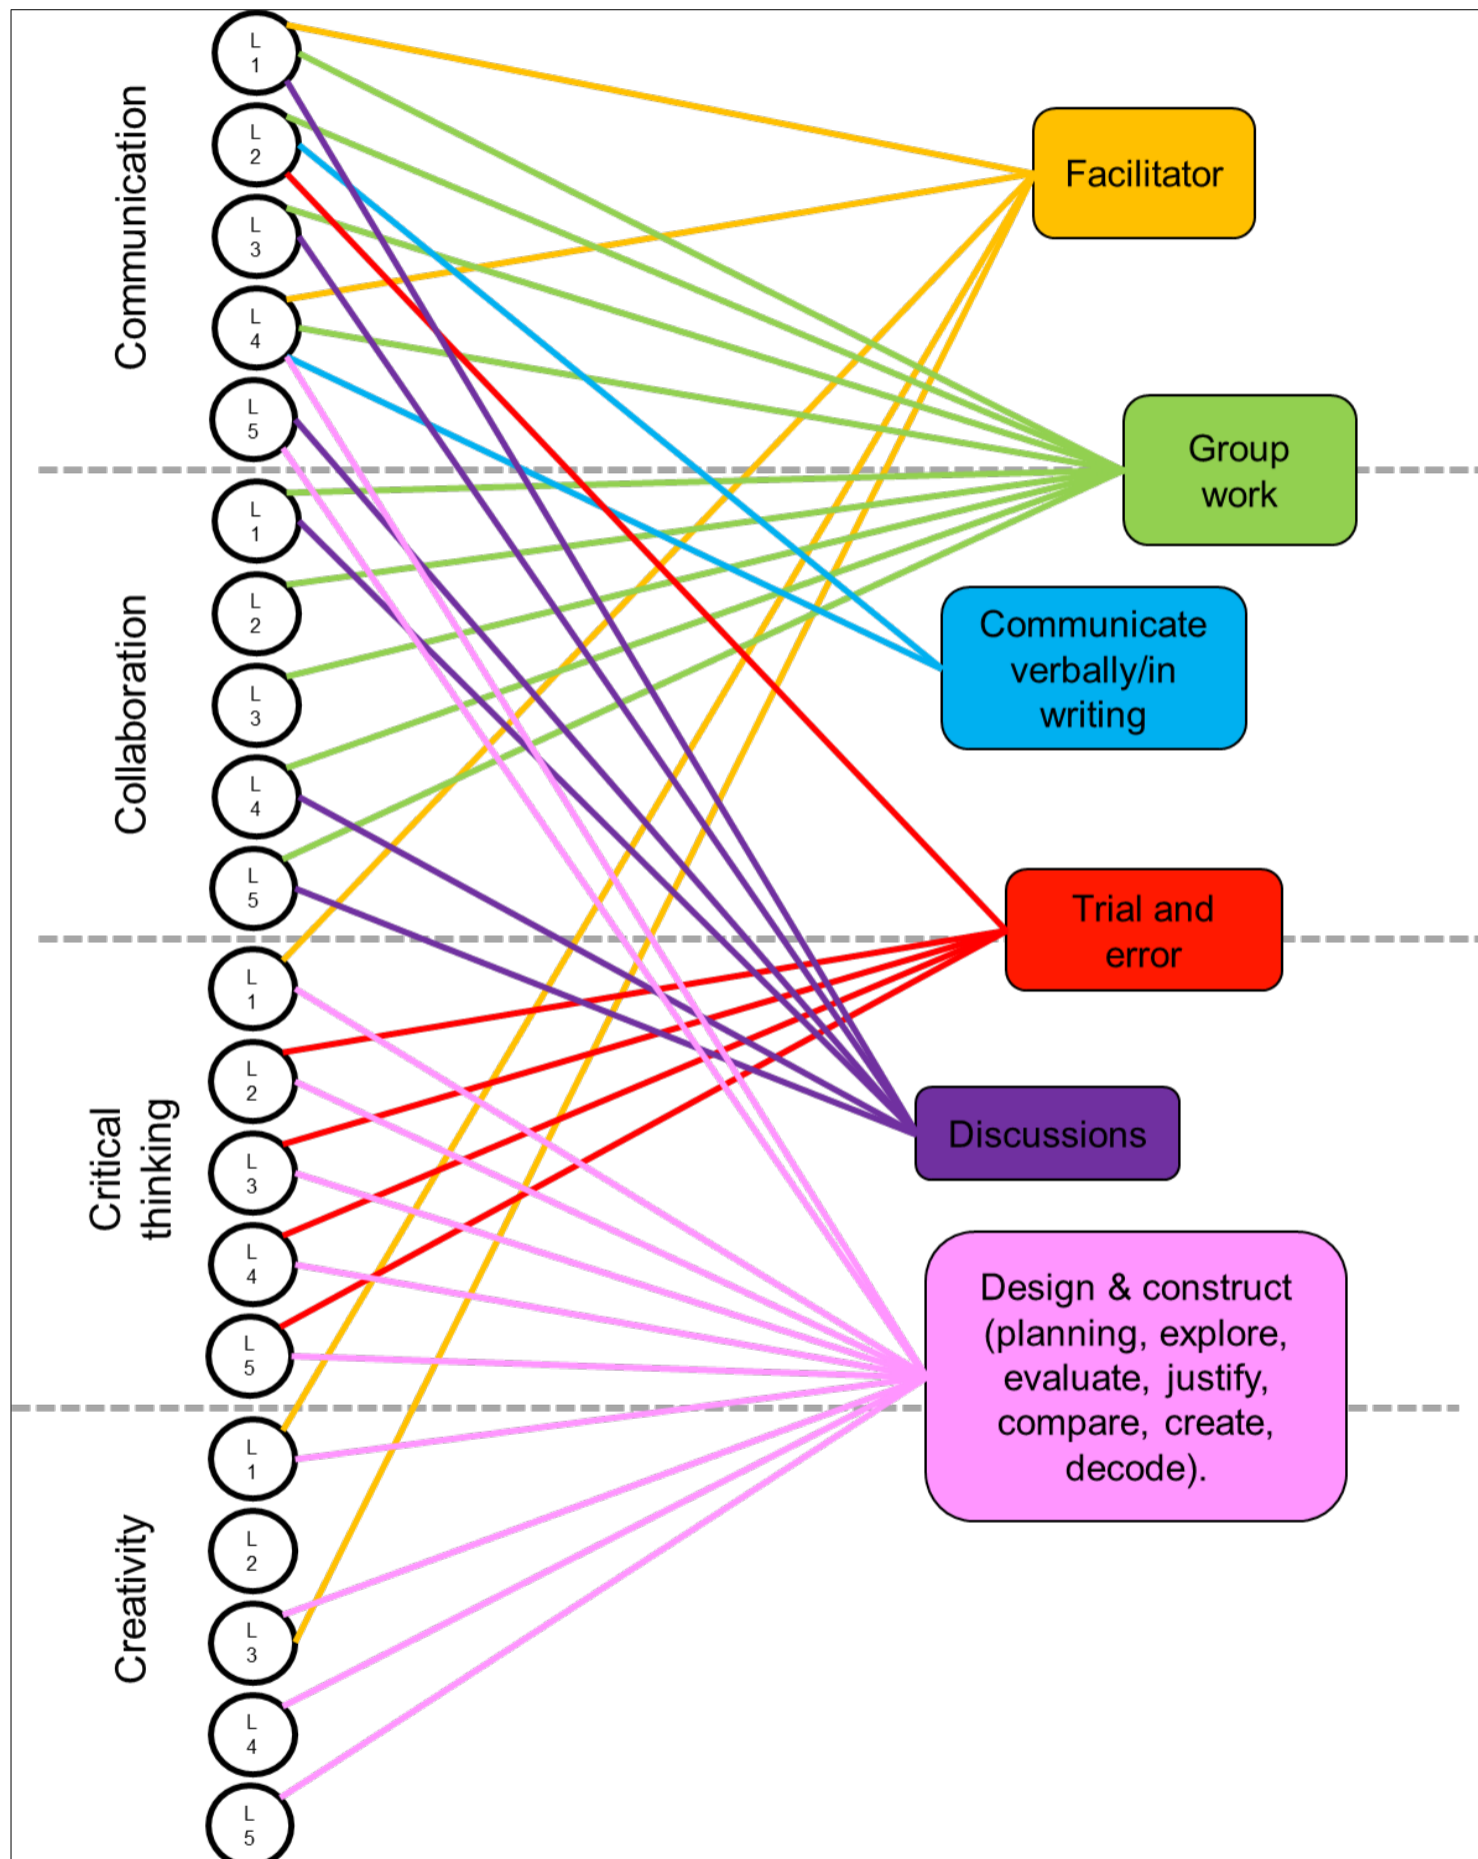 Communication
L
1
L
2
L
3
L
4
L
5
Collaboration
L
1
L
2
L
3
L
4
L
5
Critical
thinking
L
1
L
2
L
3
L
4
L
5
Creativity
L
1
L
2
L
3
L
4
L
5
Facilitator
Group
work
Communicate
verbally/in
writing
Trial and
error
Discussions
Design & construct
(planning, explore,
evaluate, justify,
compare, create,
decode).